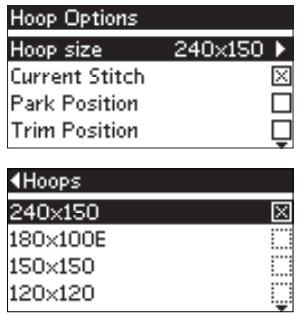 Hoop Options
Hoop size 240x150
Current Stitch
Park Position
Trim Position
Hoops
240x150
180x100E
150x150
120x120